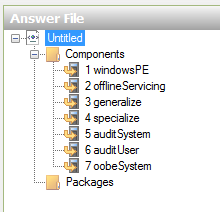 Answer File
Untitled
Components
1 windowsPE
2 offlineServicing
3 generalize
4 specialize
5 auditSystem
6 auditUser
7 oobeSystem
Packages